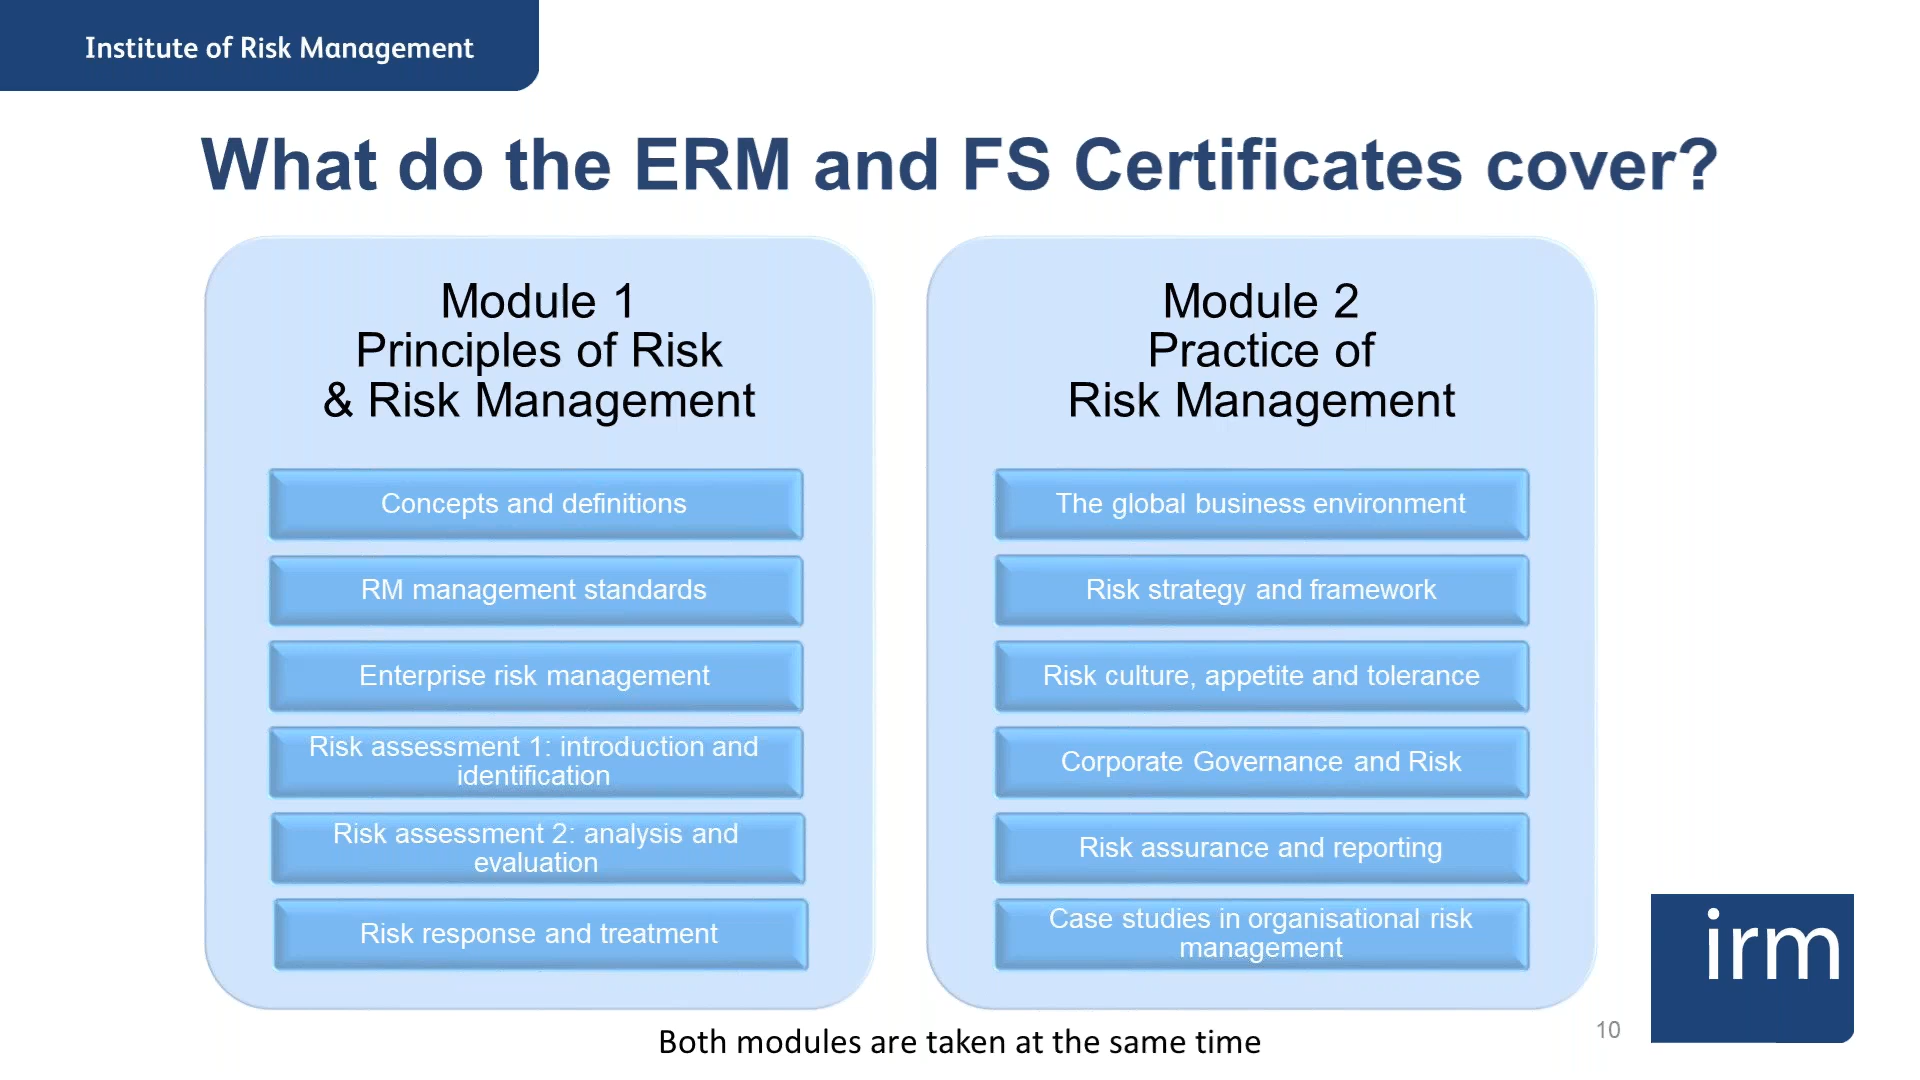 Institute of Risk Management
What do the ERM and FS Certificates cover?
Module 1
Principles of Risk
& Risk Management
Concepts and definitions
RM management standards
Enterprise risk management
Risk assessment 1: introduction and
identification
Risk assessment 2: analysis and
evaluation
Risk response and treatment
Module 2
Practice of
Risk Management
The global business environment
Risk strategy and framework
Risk culture, appetite and tolerance
Corporate Governance and Risk
Risk assurance and reporting
Case studies in organisational risk
management
Both modules are taken at the same time
10
irm